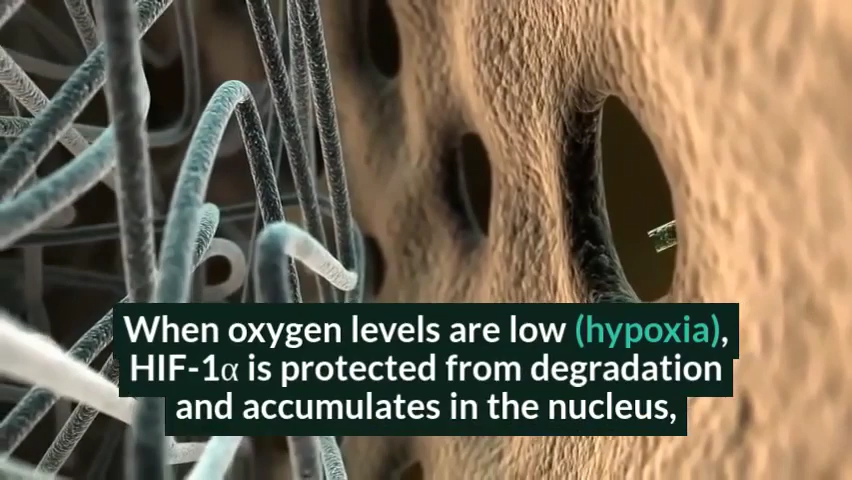 When oxygen levels are low (hypoxia),
HIF-1α is protected from degradation
and accumulates in the nucleus,